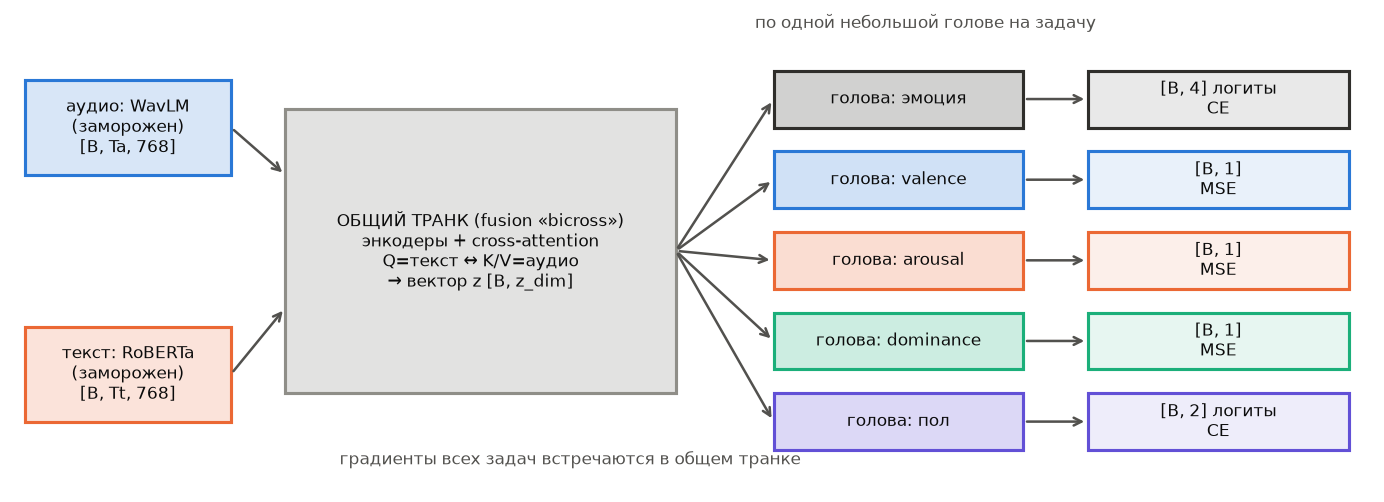 по одной небольшой голове на задачу
аудио: WavLM
(заморожен)
[B, Ta, 768]
текст: RoBERTa
(заморожен)
[B, Tt, 768]
ОБЩИЙ ТРАНК (fusion «bicross»)
энкодеры + cross-attention
Q=текст ↔ K/V=аудио
→ вектор z [B, z_dim]
голова: эмоция
[B, 4] логиты
CE
голова: valence
[B, 1]
MSE
голова: arousal
[B, 1]
MSE
голова: dominance
[B, 1]
MSE
голова: пол
[B, 2] логиты
CE
градиенты всех задач встречаются в общем транке